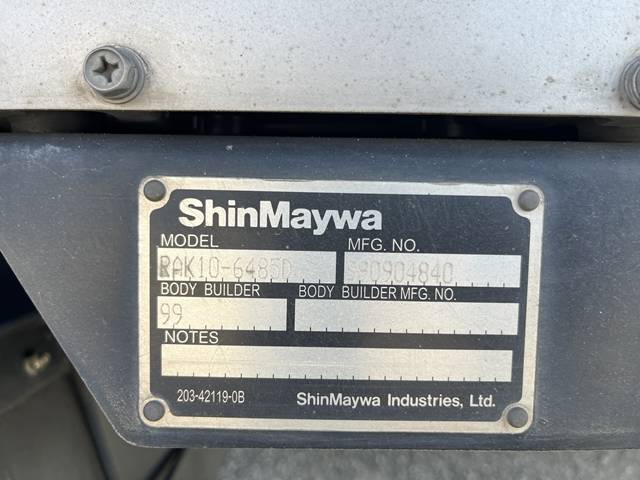 ShinMaywa
MODEL MFG. NO.
RAK10-6485D S90904840
BODY BUILDER BODY BUILDER MFG. NO.
99
NOTES
203-42119-0B ShinMaywa Industries, Ltd.